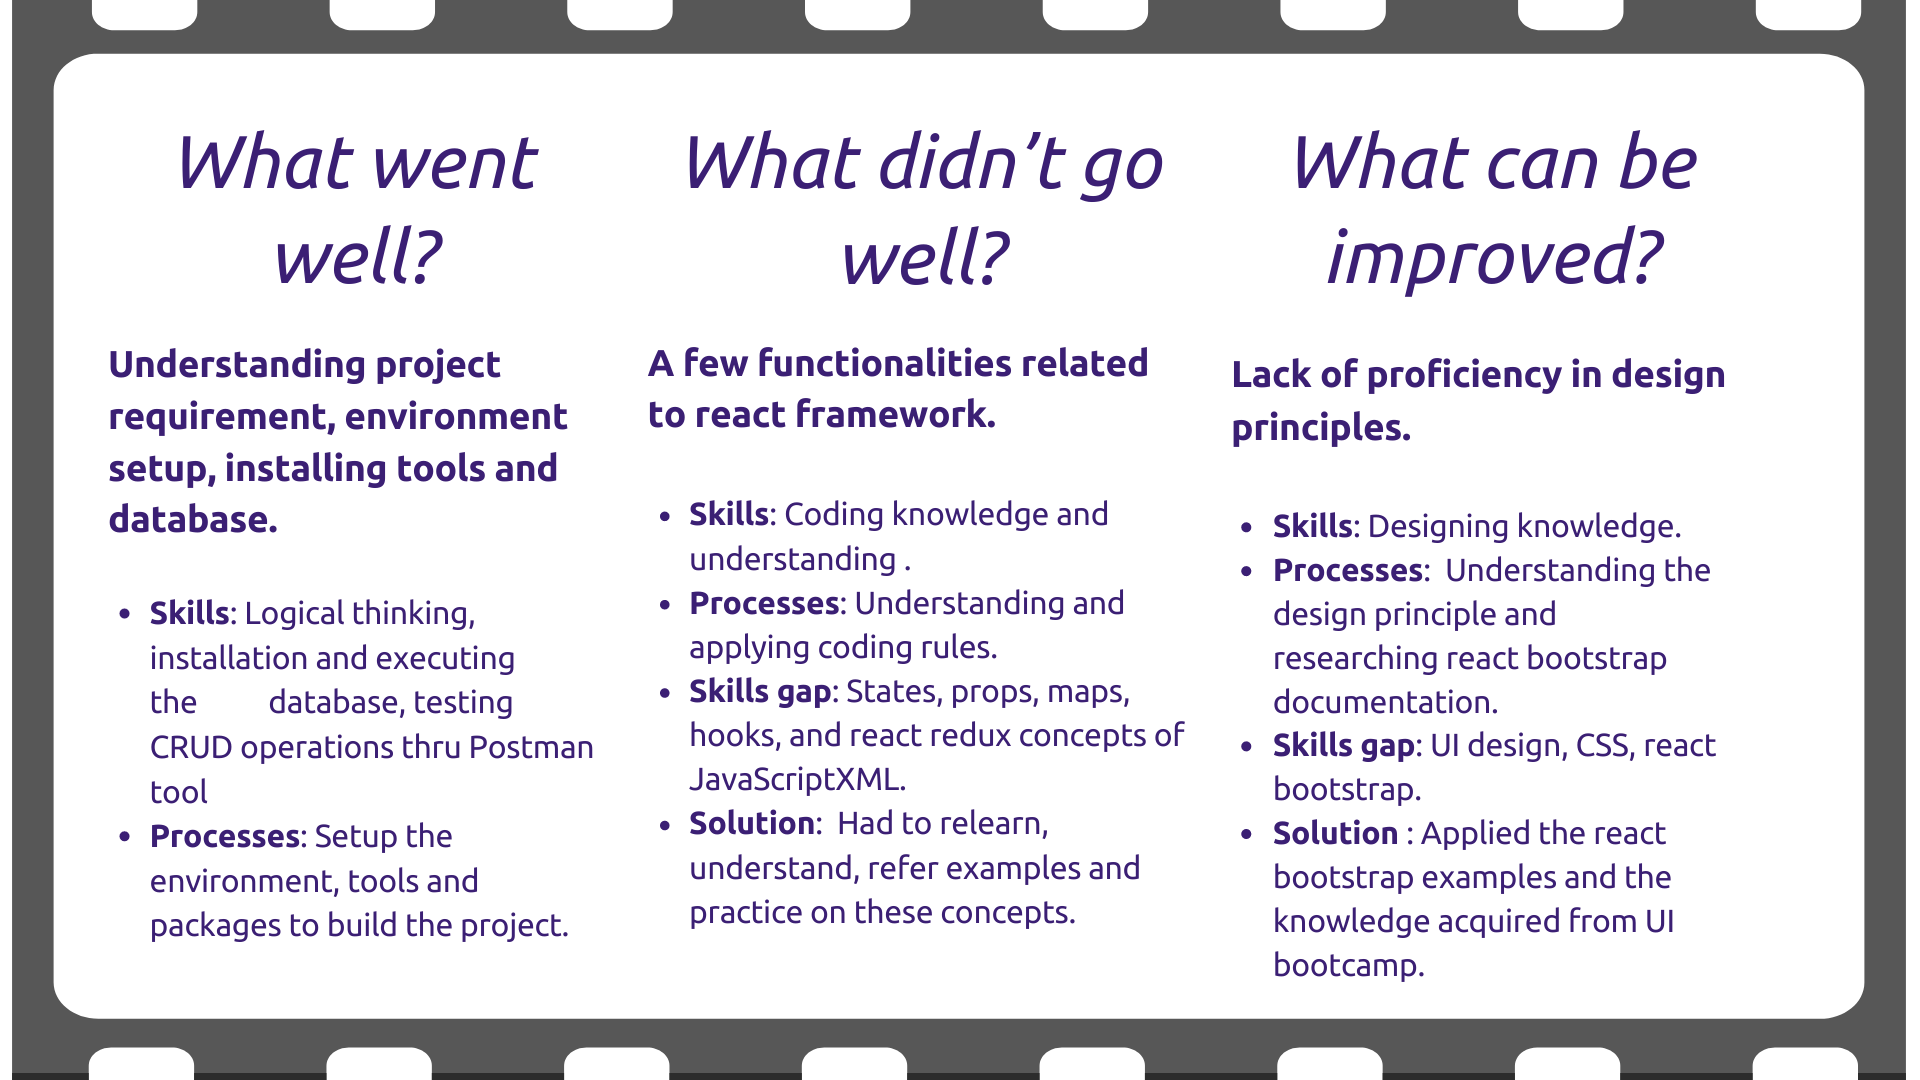 What went
well?
Understanding project
requirement, environment
setup, installing tools and
database.
• Skills: Logical thinking,
installation and executing
the database, testing
CRUD operations thru Postman
tool
• Processes: Setup the
environment, tools and
packages to build the project.
What didn’t go
well?
A few functionalities related
to react framework.
• Skills: Coding knowledge and
understanding .
• Processes: Understanding and
applying coding rules.
• Skills gap: States, props, maps,
hooks, and react redux concepts of
JavaScriptXML.
• Solution: Had to relearn,
understand, refer examples and
practice on these concepts.
What can be
improved?
Lack of proficiency in design
principles.
• Skills: Designing knowledge.
• Processes: Understanding the
design principle and
researching react bootstrap
documentation.
• Skills gap: UI design, CSS, react
bootstrap.
• Solution : Applied the react
bootstrap examples and the
knowledge acquired from UI
bootcamp.